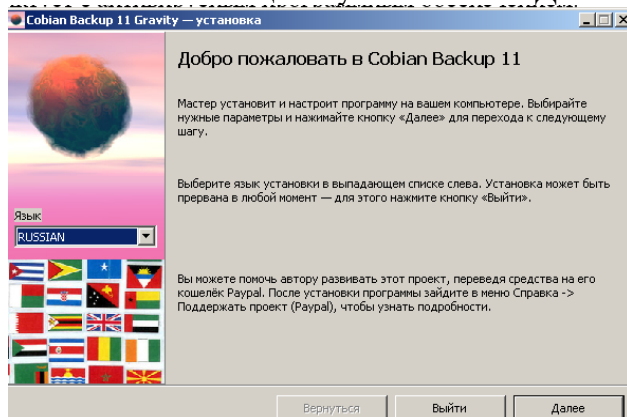 Cobian Backup 11 Gravity — установка
Добро пожаловать в Cobian Backup 11
Мастер установит и настроит программу на вашем компьютере. Выбирайте
нужные параметры и нажимайте кнопку «Далее» для перехода к следующему
шагу.
Выберите язык установки в выпадающем списке слева. Установка может быть
прервана в любой момент — для этого нажмите кнопку «Выйти».
Язык
RUSSIAN
Вы можете помочь автору развивать этот проект, переведя средства на его
кошелёк Paypal. После установки программы зайдите в меню Справка ->
Поддержать проект (Paypal), чтобы узнать подробности.
Вернуться
Выйти
Далее